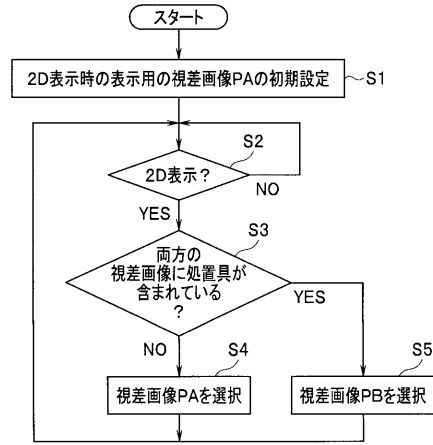 スタート
2D表示時の表示用の視差画像PAの初期設定
S1
S2
2D表示?
NO
YES
S3
両方の
視差画像に処置具が
含まれている
?
YES
NO
S4
S5
視差画像PAを選択
視差画像PBを選択